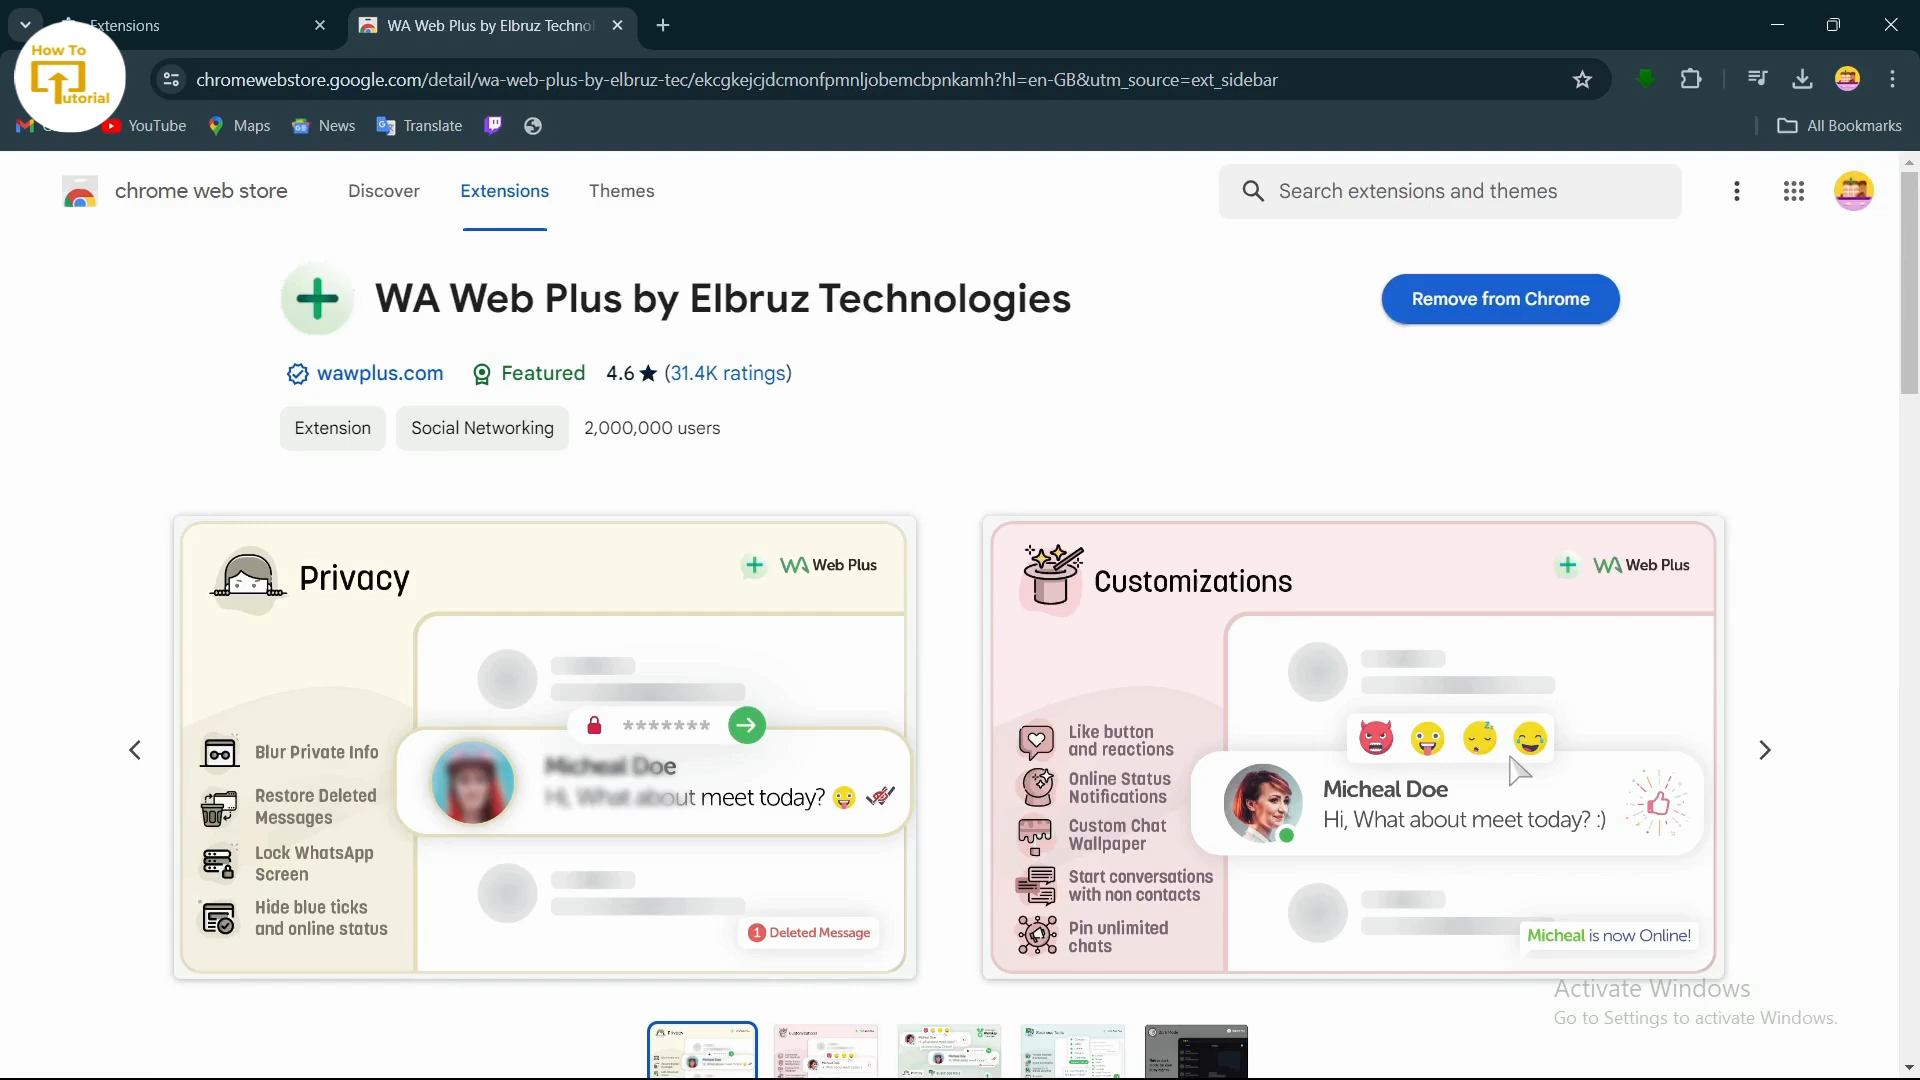 Extensions
WA Web Plus by Elbruz Techno
How To
utorial
chromewebstore.google.com/detail/wa-web-plus-by-elbruz-tec/ekcgkejcjdcmonfpmnljobemcbpnkamh?hl=en-GB&utm_source=ext_sidebar
YouTube
Maps
News
Translate
All Bookmarks
chrome web store
Discover
Extensions
Themes
Search extensions and themes
WA Web Plus by Elbruz Technologies
Remove from Chrome
wawplus.com
Featured
4.6★ (31.4K ratings)
Extension
Social Networking
2,000,000 users
Privacy
WA Web Plus
Blur Private Info
Restore Deleted
Messages
Lock WhatsApp
Screen
Hide blue ticks
and online status
*******
Micheal Doe
Hi, What about meet today?
1 Deleted Message
Customizations
WA Web Plus
Like button
and reactions
Online Status
Notifications
Custom Chat
Wallpaper
Start conversations
with non contacts
Pin unlimited
chats
Micheal Doe
Hi, What about meet today? :)
Micheal is now Online!
Activate Windows
Go to Settings to activate Windows.
Privacy
Customizations